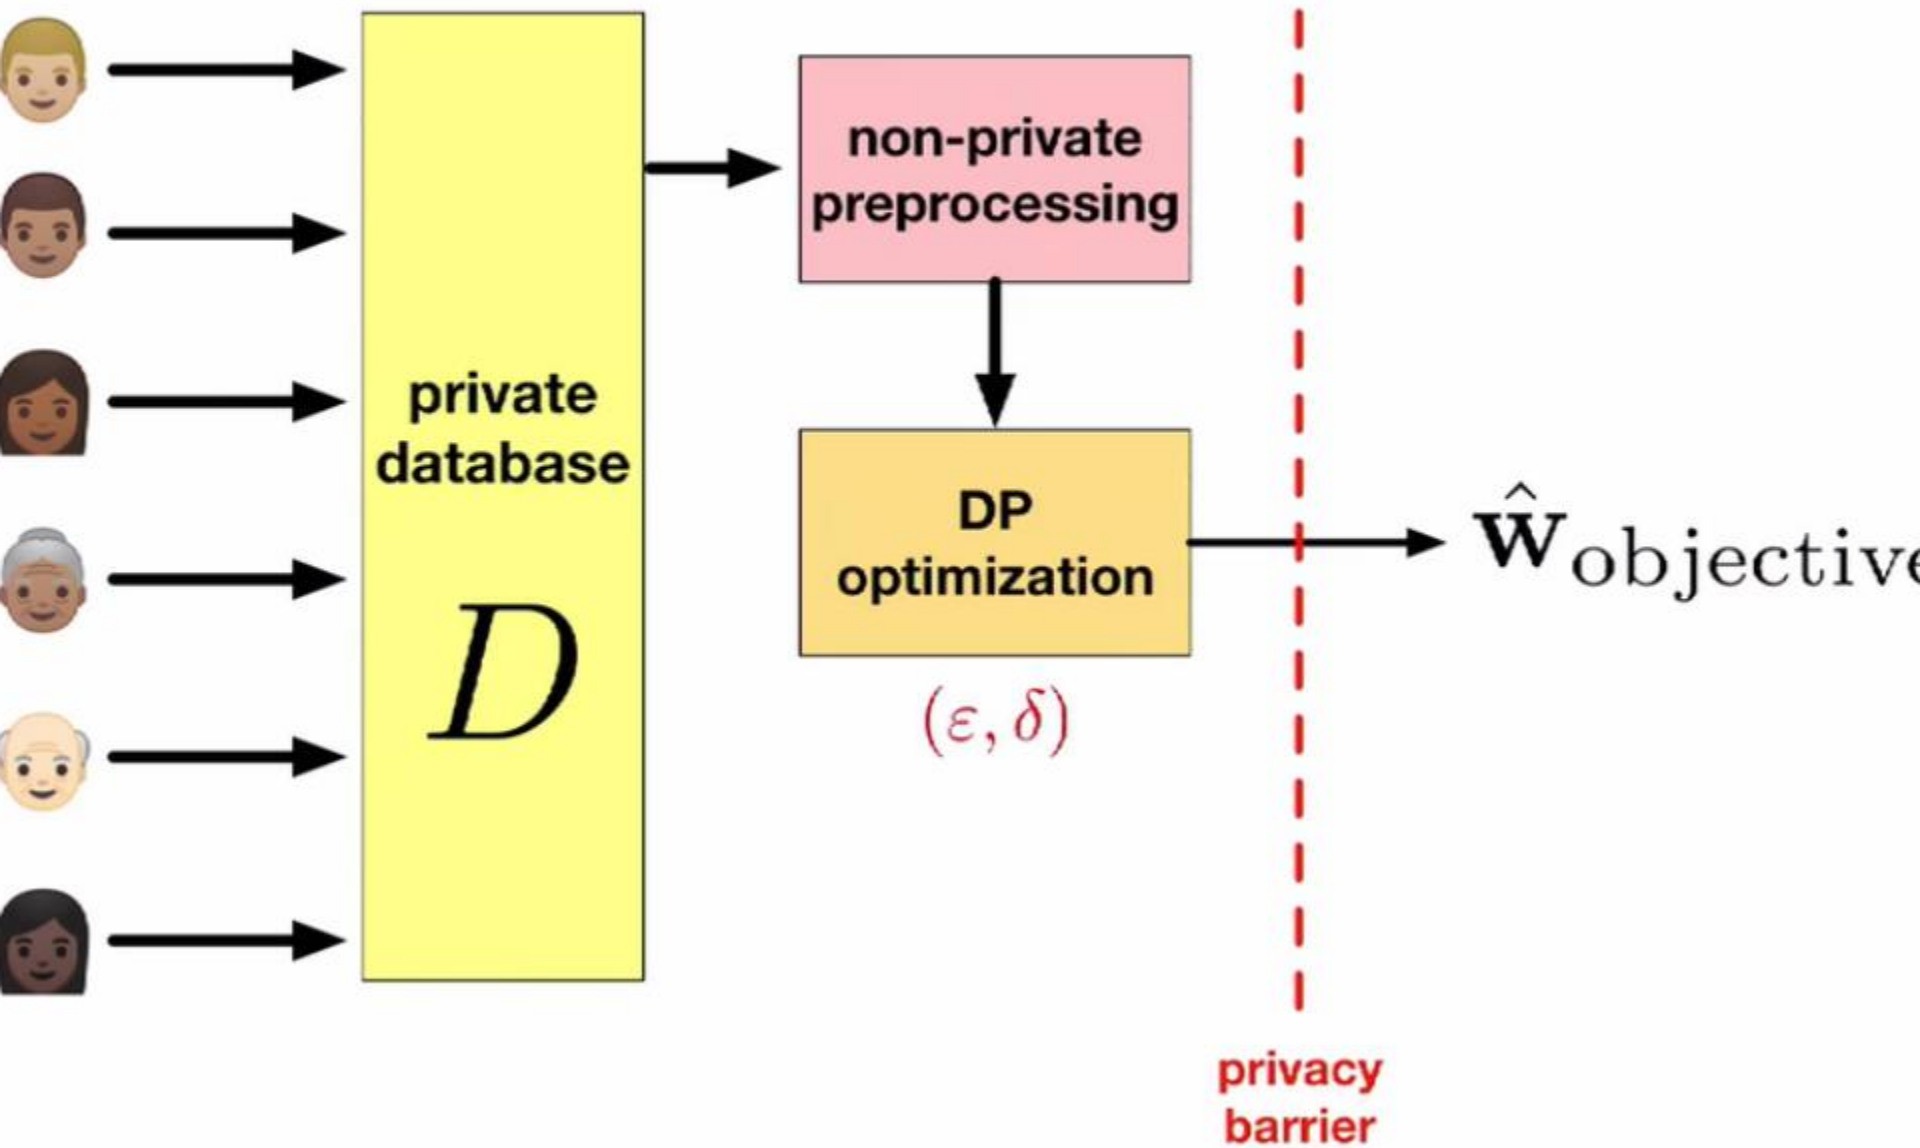 private
database
D
non-private
preprocessing
DP
optimization
(ε, δ)
ŵobjective
privacy
barrier